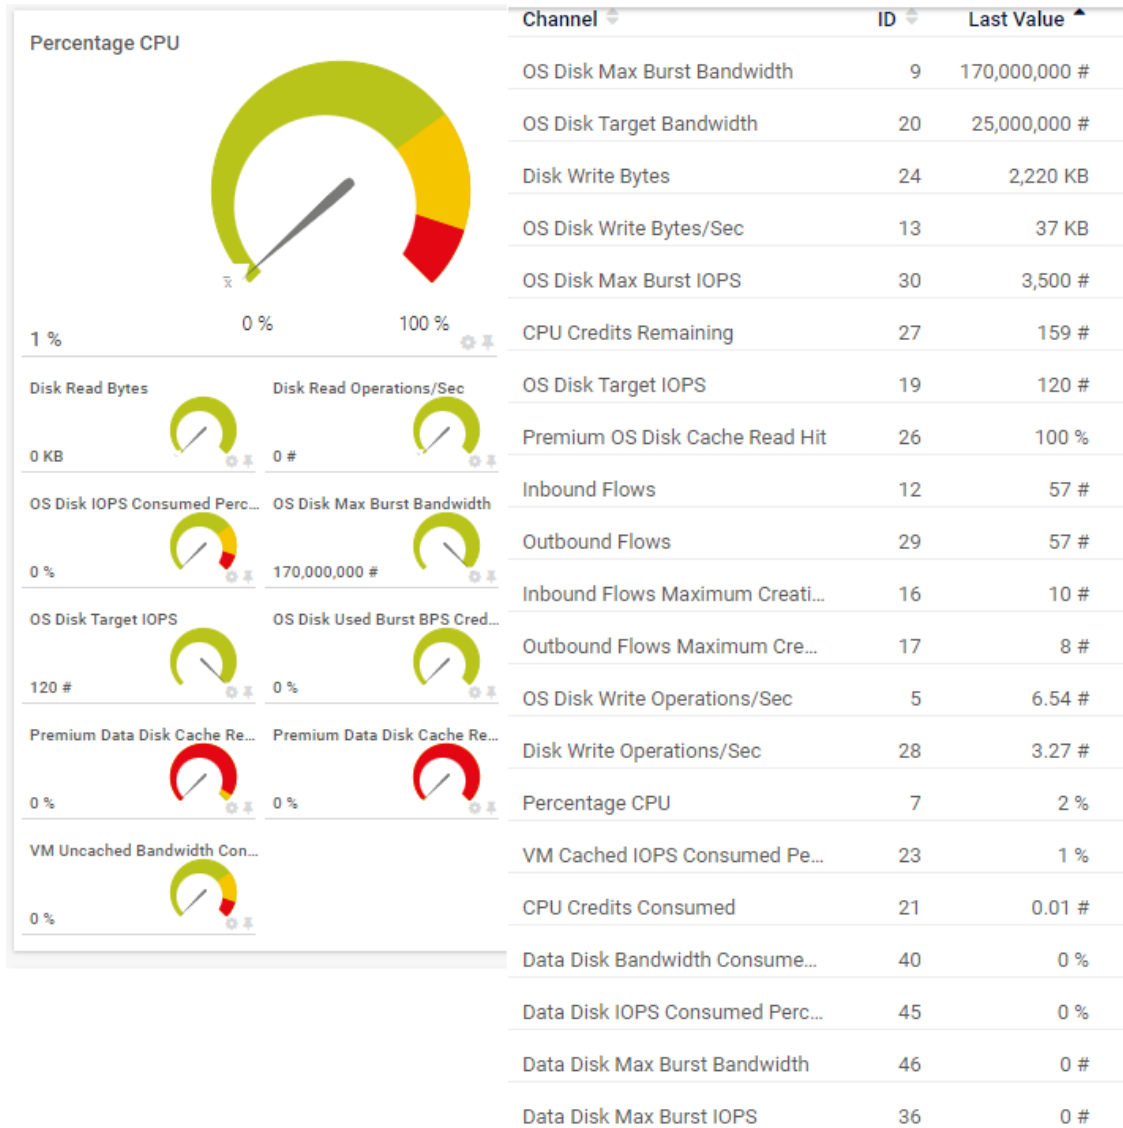 Percentage CPU
x̄
0 %
100 %
1 %
Disk Read Bytes
0 KB
Disk Read Operations/Sec
0 #
OS Disk IOPS Consumed Perc...
0 %
OS Disk Max Burst Bandwidth
170,000,000 #
OS Disk Target IOPS
120 #
OS Disk Used Burst BPS Cred...
0 %
Premium Data Disk Cache Re...
0 %
Premium Data Disk Cache Re...
0 %
VM Uncached Bandwidth Con...
0 %
Channel ID Last Value
OS Disk Max Burst Bandwidth 9 170,000,000 #
OS Disk Target Bandwidth 20 25,000,000 #
Disk Write Bytes 24 2,220 KB
OS Disk Write Bytes/Sec 13 37 KB
OS Disk Max Burst IOPS 30 3,500 #
CPU Credits Remaining 27 159 #
OS Disk Target IOPS 19 120 #
Premium OS Disk Cache Read Hit 26 100 %
Inbound Flows 12 57 #
Outbound Flows 29 57 #
Inbound Flows Maximum Creati... 16 10 #
Outbound Flows Maximum Cre... 17 8 #
OS Disk Write Operations/Sec 5 6.54 #
Disk Write Operations/Sec 28 3.27 #
Percentage CPU 7 2 %
VM Cached IOPS Consumed Pe... 23 1 %
CPU Credits Consumed 21 0.01 #
Data Disk Bandwidth Consume... 40 0 %
Data Disk IOPS Consumed Perc... 45 0 %
Data Disk Max Burst Bandwidth 46 0 #
Data Disk Max Burst IOPS 36 0 #